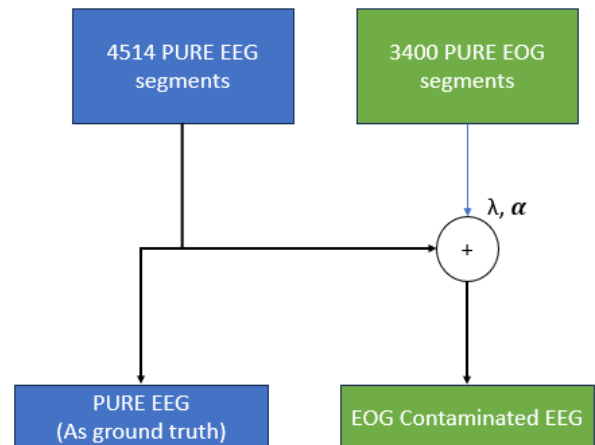 4514 PURE EEG
segments
3400 PURE EOG
segments
λ, α
+
PURE EEG
(As ground truth)
EOG Contaminated EEG